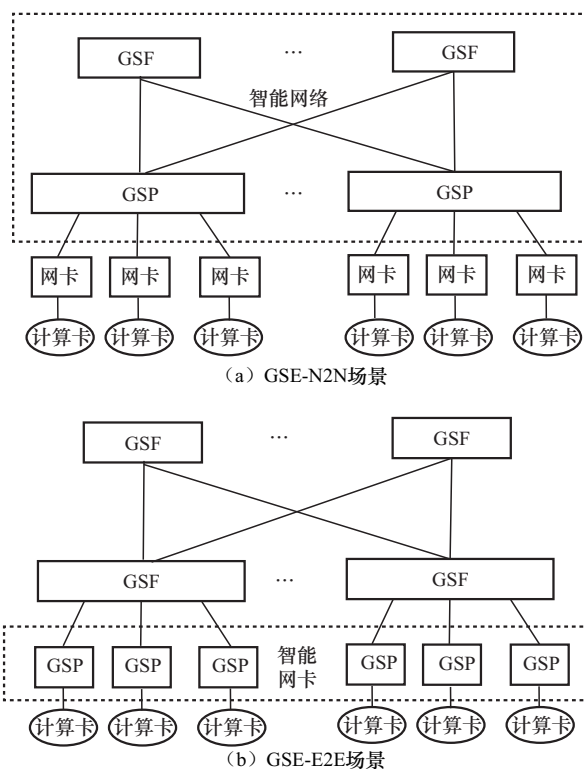 … 
GSF GSF
智能网络
GSP … GSP
网卡 网卡 网卡 网卡 网卡 网卡
计算卡 计算卡 计算卡 计算卡 计算卡 计算卡
（a）GSE-N2N场景
…
GSF GSF
GSF … GSF
GSP GSP GSP 智能 GSP GSP GSP
网卡
计算卡 计算卡 计算卡 计算卡 计算卡 计算卡
（b）GSE-E2E场景